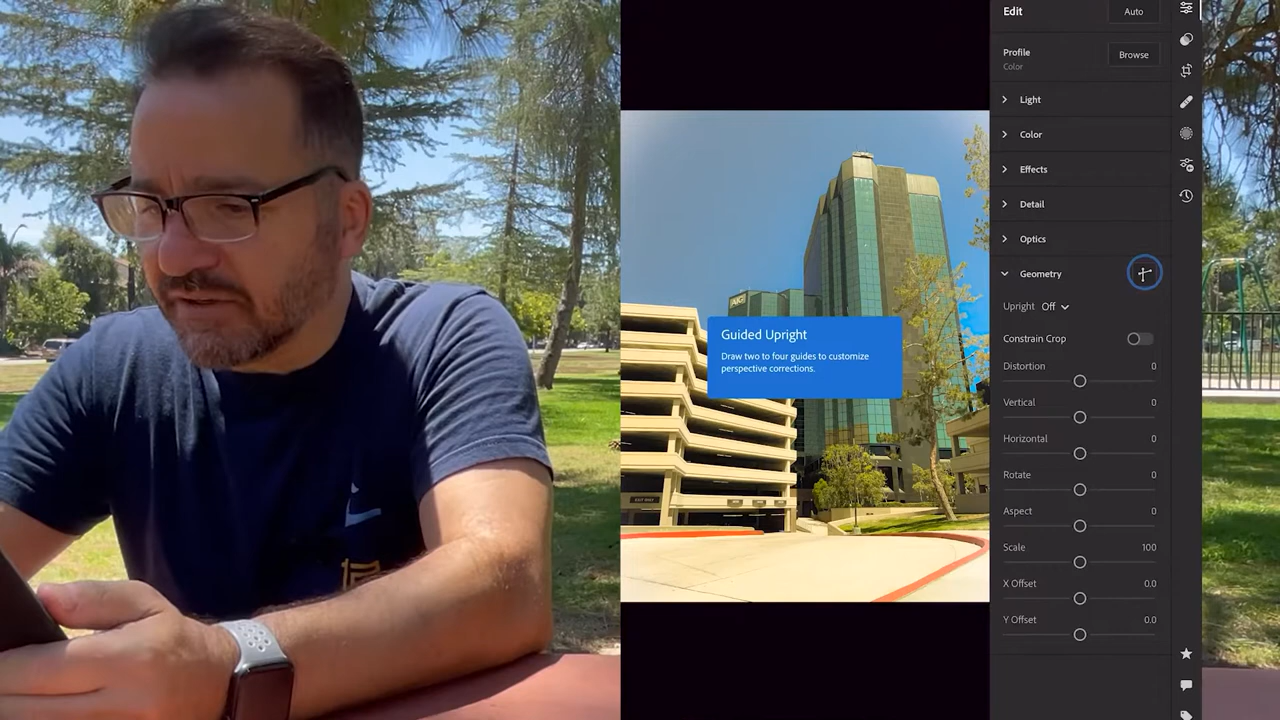 Edit
Auto
Profile
Color
Browse
Light
Color
Effects
Detail
Optics
Geometry
Upright Off
Constrain Crop
Distortion 0
Vertical 0
Horizontal 0
Rotate 0
Aspect 0
Scale 100
X Offset 0.0
Y Offset 0.0
Guided Upright
Draw two to four guides to customize
perspective corrections.
AIG